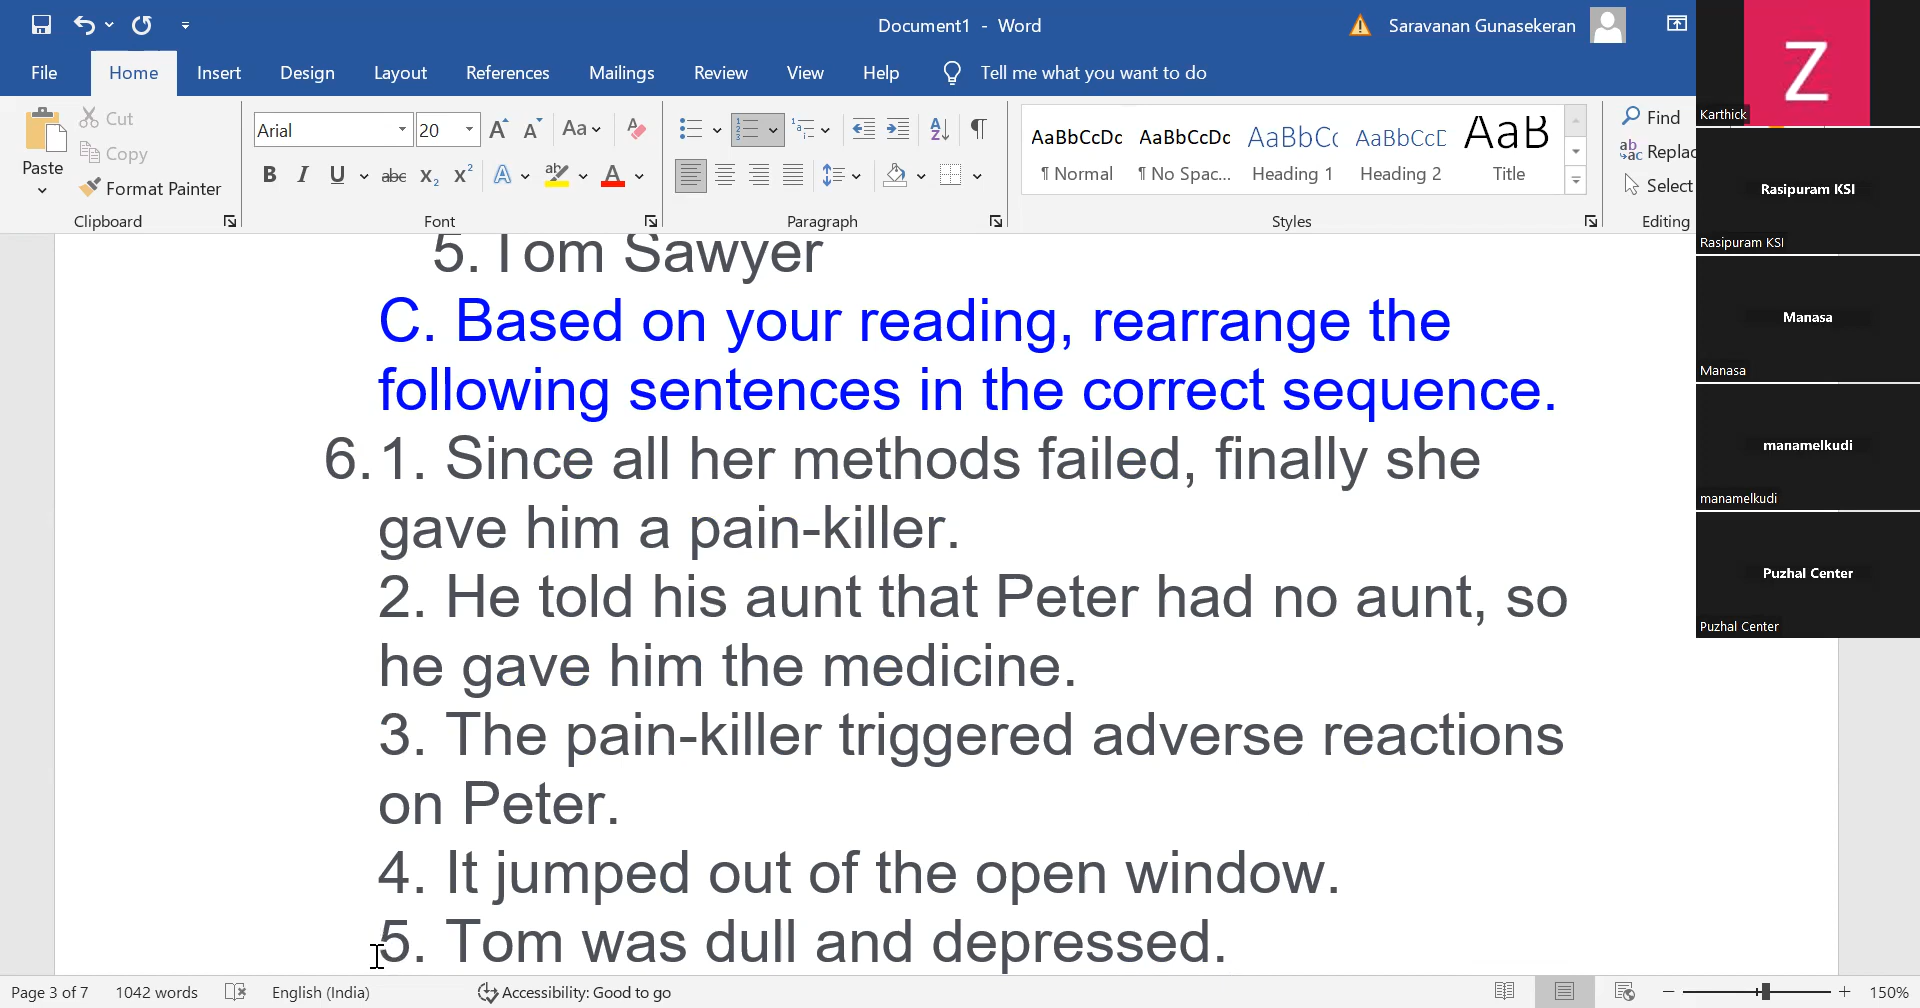 Document1 - Word
Saravanan Gunasekeran
File Home Insert Design Layout References Mailings Review View Help Tell me what you want to do
Paste
Cut
Copy
Format Painter
Clipboard
Arial 20
Font
Paragraph
AaBbCcDc AaBbCcDc AaBbCc AaBbCcD AaB
¶ Normal ¶ No Spac... Heading 1 Heading 2 Title
Styles
Find
Replac
Select
Editing
Z
Karthick
Rasipuram KSI
Rasipuram KSI
Manasa
Manasa
manamelkudi
manamelkudi
Puzhal Center
Puzhal Center
5. Tom Sawyer
C. Based on your reading, rearrange the
following sentences in the correct sequence.
6. 1. Since all her methods failed, finally she
gave him a pain-killer.
2. He told his aunt that Peter had no aunt, so
he gave him the medicine.
3. The pain-killer triggered adverse reactions
on Peter.
4. It jumped out of the open window.
5. Tom was dull and depressed.
Page 3 of 7 1042 words English (India) Accessibility: Good to go 150%